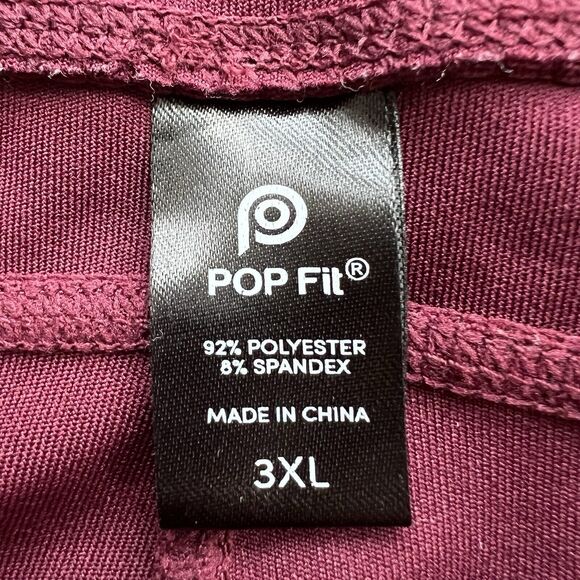 POP Fit®
92% POLYESTER
8% SPANDEX
MADE IN CHINA
3XL